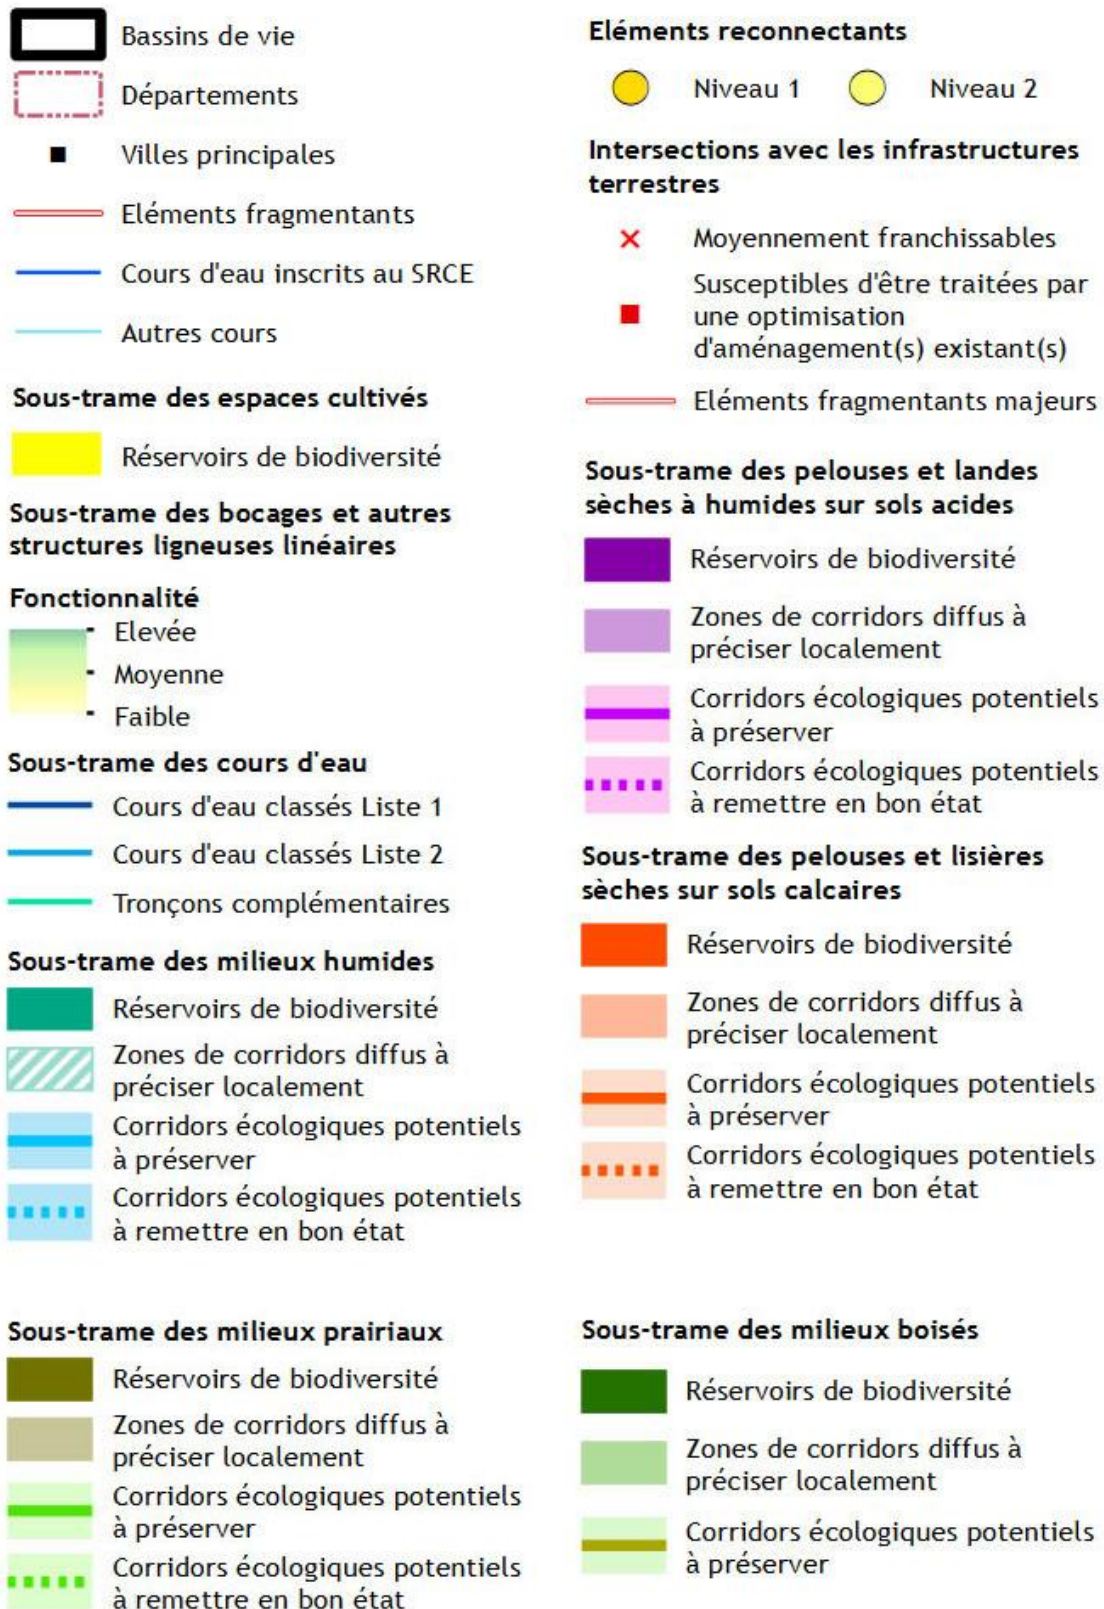 Bassins de vie
Départements
Villes principales
Eléments fragmentants
Cours d'eau inscrits au SRCE
Autres cours
Sous-trame des espaces cultivés
Réservoirs de biodiversité
Sous-trame des bocages et autres
structures ligneuses linéaires
Fonctionnalité
Elevée
Moyenne
Faible
Sous-trame des cours d'eau
Cours d'eau classés Liste 1
Cours d'eau classés Liste 2
Tronçons complémentaires
Sous-trame des milieux humides
Réservoirs de biodiversité
Zones de corridors diffus à
préciser localement
Corridors écologiques potentiels
à préserver
Corridors écologiques potentiels
à remettre en bon état
Sous-trame des milieux prairiaux
Réservoirs de biodiversité
Zones de corridors diffus à
préciser localement
Corridors écologiques potentiels
à préserver
Corridors écologiques potentiels
à remettre en bon état
Eléments reconnectants
Niveau 1 Niveau 2
Intersections avec les infrastructures
terrestres
Moyennement franchissables
Susceptibles d'être traitées par
une optimisation
d'aménagement(s) existant(s)
Eléments fragmentants majeurs
Sous-trame des pelouses et landes
sèches à humides sur sols acides
Réservoirs de biodiversité
Zones de corridors diffus à
préciser localement
Corridors écologiques potentiels
à préserver
Corridors écologiques potentiels
à remettre en bon état
Sous-trame des pelouses et lisières
sèches sur sols calcaires
Réservoirs de biodiversité
Zones de corridors diffus à
préciser localement
Corridors écologiques potentiels
à préserver
Corridors écologiques potentiels
à remettre en bon état
Sous-trame des milieux boisés
Réservoirs de biodiversité
Zones de corridors diffus à
préciser localement
Corridors écologiques potentiels
à préserver